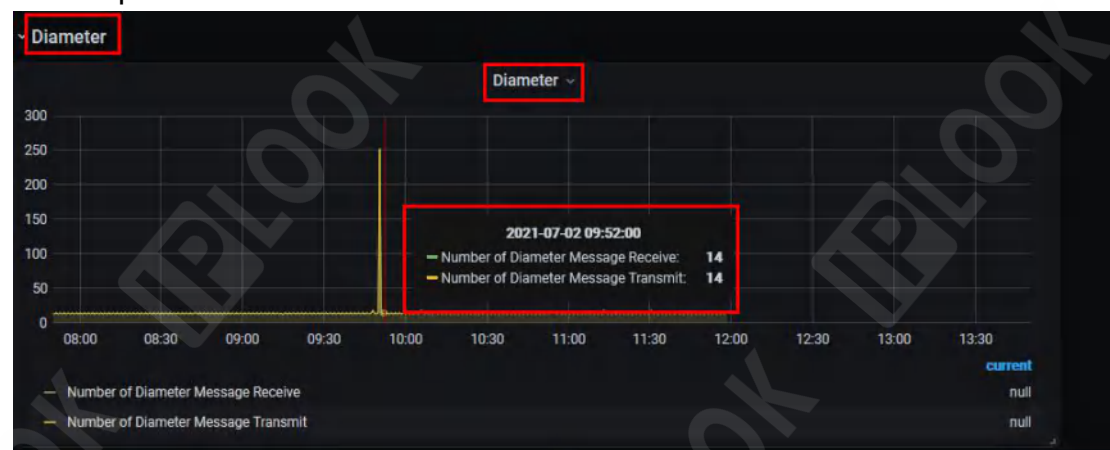 Diameter
Diameter
300
250
200
150
100
50
0
2021-07-02 09:52:00
Number of Diameter Message Receive: 14
Number of Diameter Message Transmit: 14
08:00 08:30 09:00 09:30 10:00 10:30 11:00 11:30 12:00 12:30 13:00 13:30
current
Number of Diameter Message Receive null
Number of Diameter Message Transmit null
IPLOOK
IPLOOK